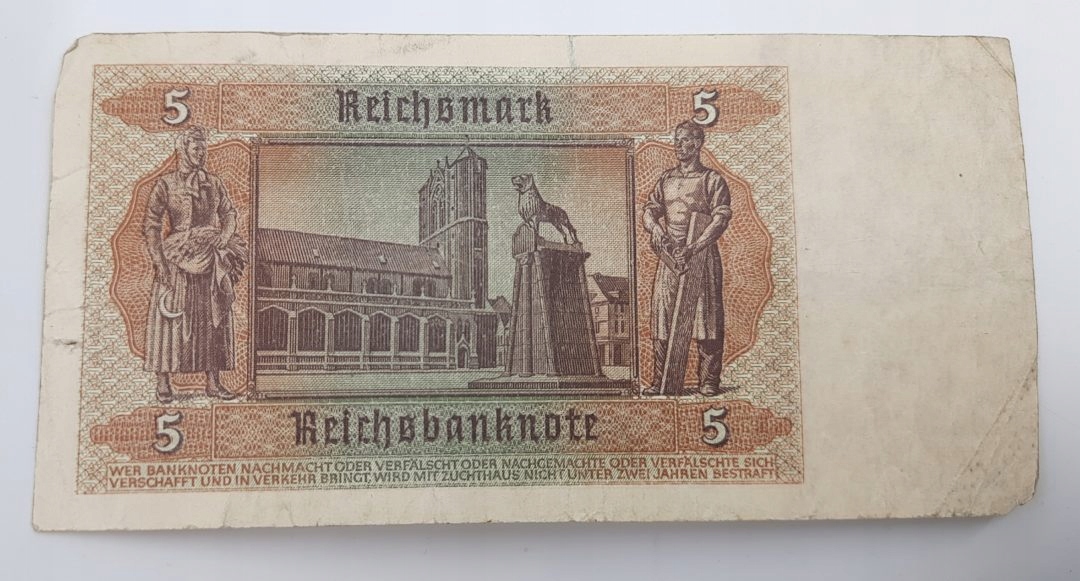 5 Reichsmark 5
5 Reichsbanknote 5
WER BANKNOTEN NACHMACHT ODER VERFÄLSCHT ODER NACHGEMACHTE ODER VERFÄLSCHTE SICH
VERSCHAFFT UND IN VERKEHR BRINGT, WIRD MIT ZUCHTHAUS NICHT UNTER ZWEI JAHREN BESTRAFT